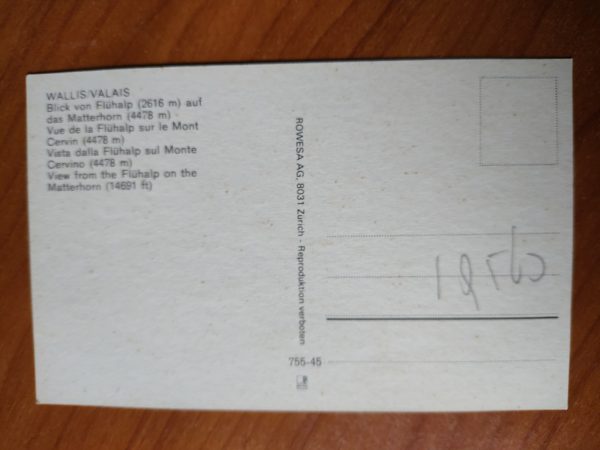 WALLIS/VALAIS
Blick von Flühalp (2616 m) auf
das Matterhorn (4478 m)
Vue de la Flühalp sur le Mont
Cervin (4478 m)
Vista dalla Flühalp sul Monte
Cervino (4478 m)
View from the Flühalp on the
Matterhorn (14691 ft)
ROWESA AG, 8031 Zürich - Reproduktion verboten
755-45